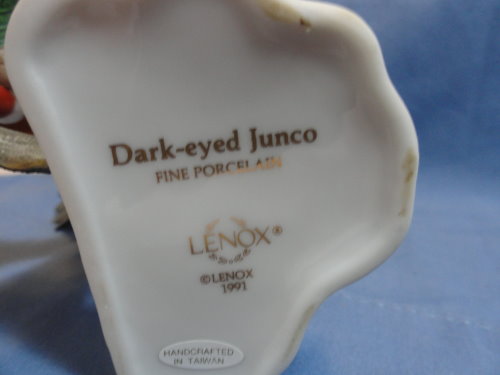 Dark-eyed Junco
FINE PORCELAIN
LENOX®
©LENOX
1991
HANDCRAFTED
IN TAIWAN